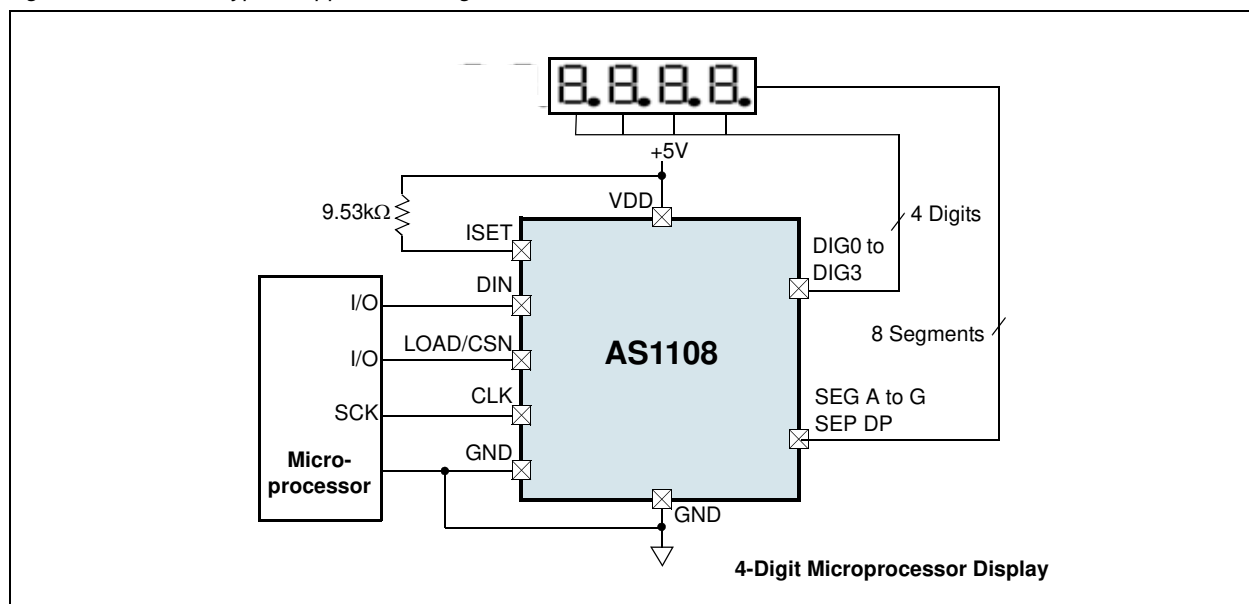 8.8.8.8.
+5V
9.53kΩ
VDD
ISET
4 Digits
DIG0 to
DIG3
DIN
I/O
LOAD/CSN
I/O
AS1108
8 Segments
CLK
SCK
SEG A to G
SEP DP
GND
Micro-
processor
GND
4-Digit Microprocessor Display